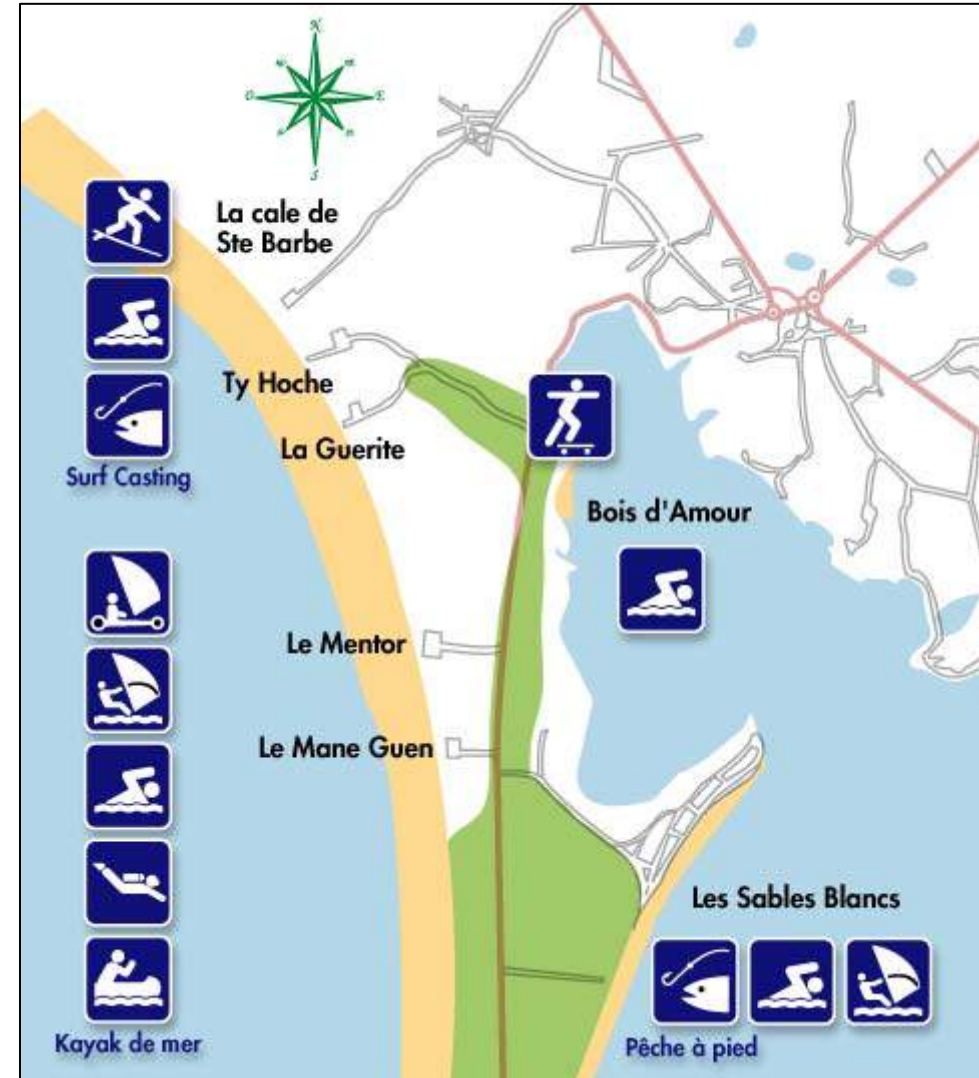 N
O
E
S
La cale de
Ste Barbe
Ty Hoche
La Guerite
Surf Casting
Bois d'Amour
Le Mentor
Le Mane Guen
Les Sables Blancs
Kayak de mer
Pêche à pied